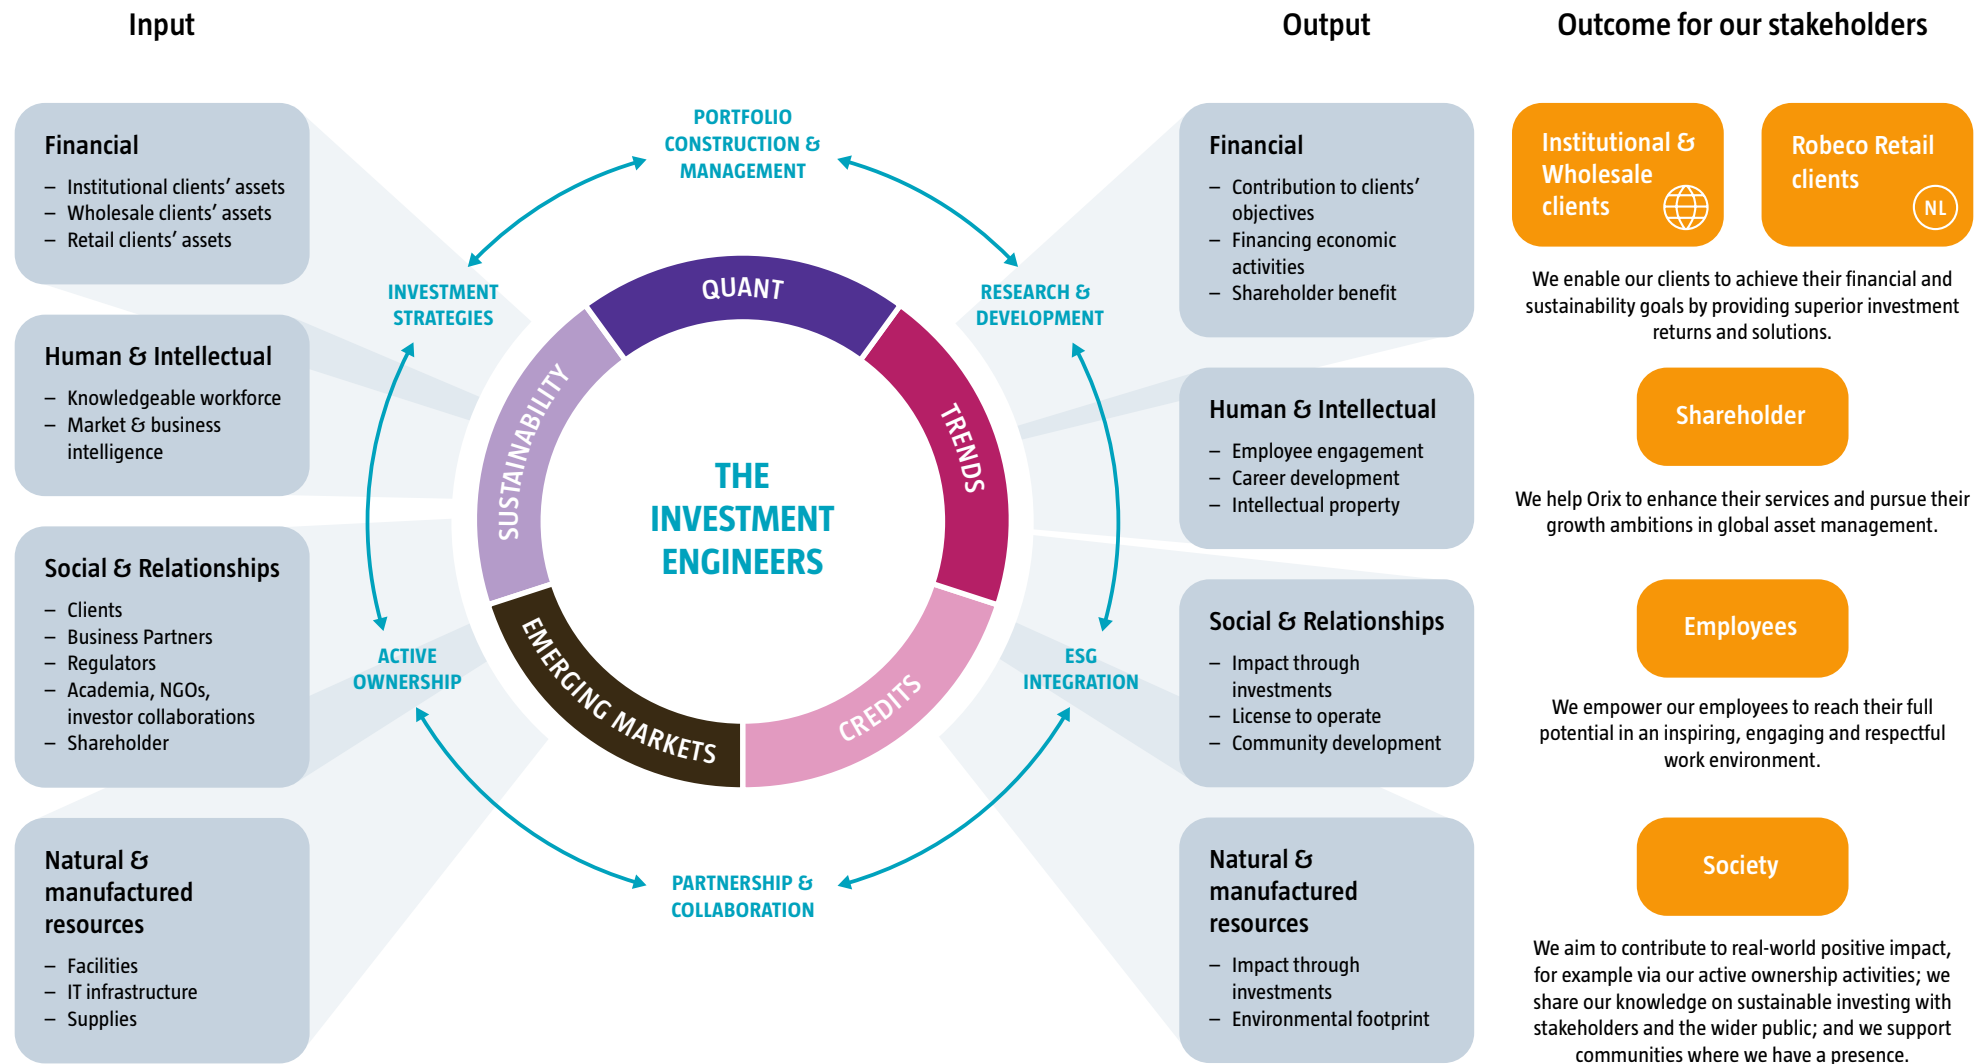 Input
Financial
– Institutional clients’ assets
– Wholesale clients’ assets
– Retail clients’ assets
Human & Intellectual
– Knowledgeable workforce
– Market & business
intelligence
Social & Relationships
– Clients
– Business Partners
– Regulators
– Academia, NGOs,
investor collaborations
– Shareholder
Natural &
manufactured
resources
– Facilities
– IT infrastructure
– Supplies
PORTFOLIO
CONSTRUCTION &
MANAGEMENT
INVESTMENT
STRATEGIES
RESEARCH &
DEVELOPMENT
ACTIVE
OWNERSHIP
ESG
INTEGRATION
PARTNERSHIP &
COLLABORATION
QUANT
TRENDS
CREDITS
EMERGING MARKETS
SUSTAINABILITY
THE
INVESTMENT
ENGINEERS
Output
Financial
– Contribution to clients’
objectives
– Financing economic
activities
– Shareholder benefit
Human & Intellectual
– Employee engagement
– Career development
– Intellectual property
Social & Relationships
– Impact through
investments
– License to operate
– Community development
Natural &
manufactured
resources
– Impact through
investments
– Environmental footprint
Outcome for our stakeholders
Institutional &
Wholesale
clients
Robeco Retail
clients
NL
We enable our clients to achieve their financial and
sustainability goals by providing superior investment
returns and solutions.
Shareholder
We help Orix to enhance their services and pursue their
growth ambitions in global asset management.
Employees
We empower our employees to reach their full
potential in an inspiring, engaging and respectful
work environment.
Society
We aim to contribute to real-world positive impact,
for example via our active ownership activities; we
share our knowledge on sustainable investing with
stakeholders and the wider public; and we support
communities where we have a presence.